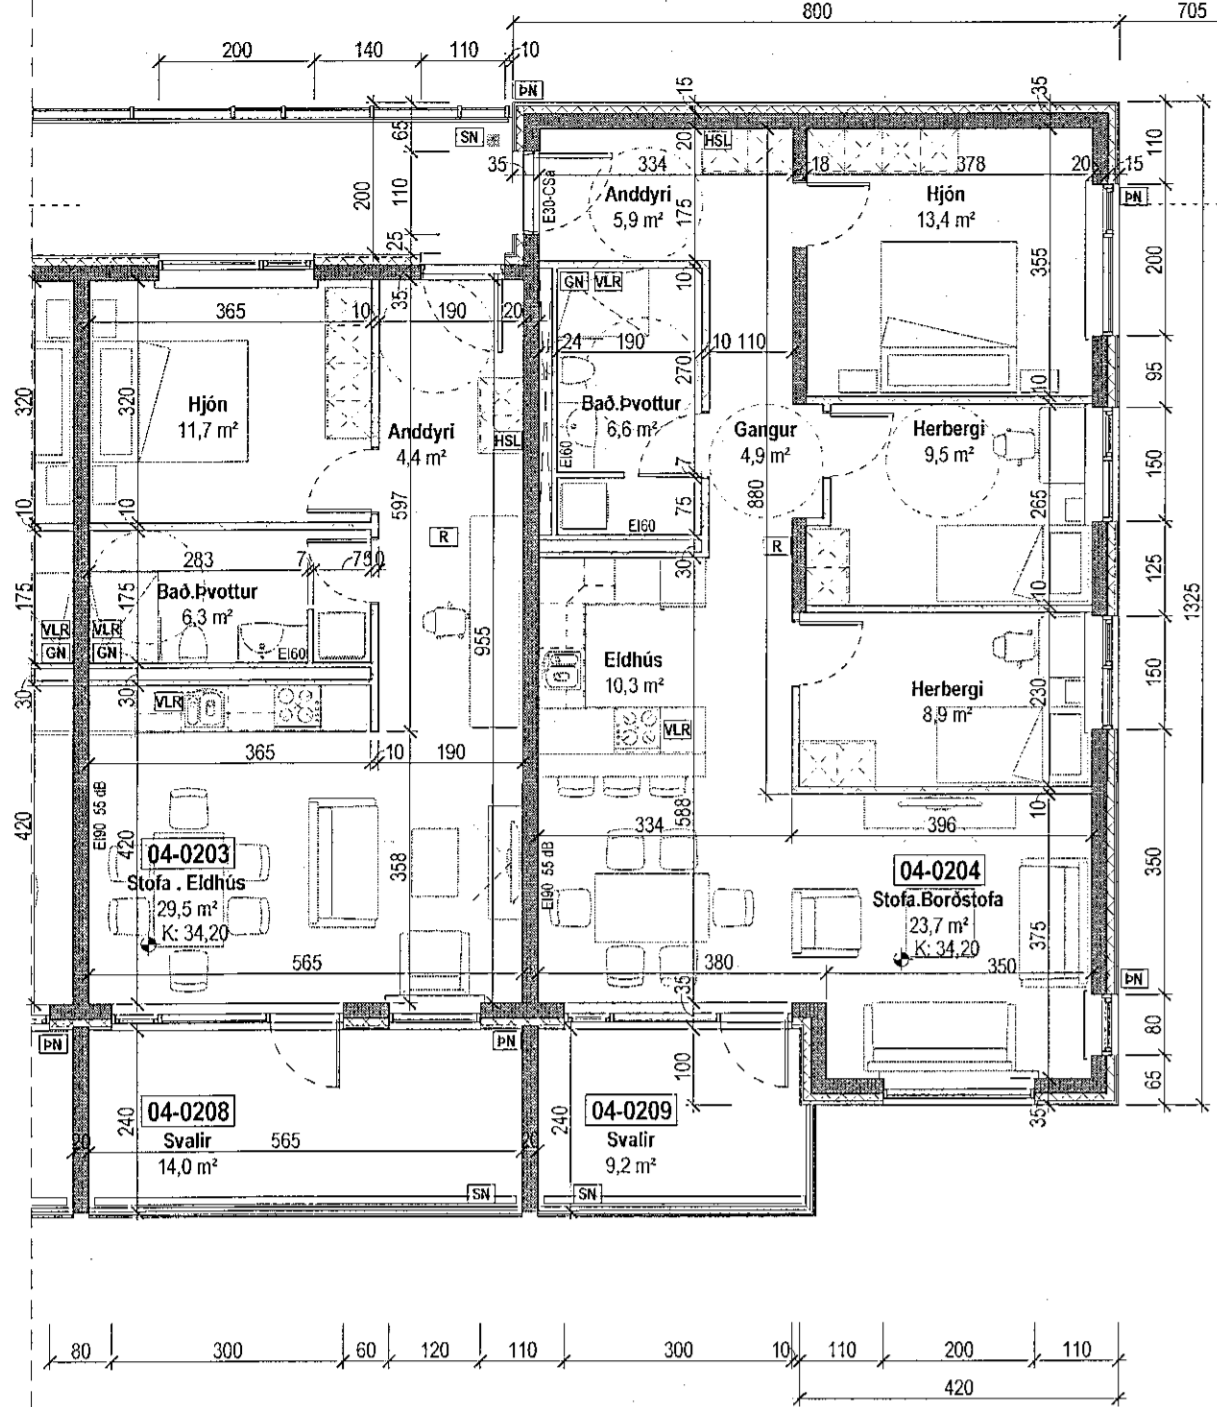 800
705
200
140
110
10
ÞN
15
35
65
SN
20
HSL
35
334
18
378
20
15
110
E30-CSa
Anddyri
5,9 m²
175
Hjón
13,4 m²
ÞN
200
110
25
355
200
10
GN
VLR
365
10
35
190
20
24
190
10
110
270
320
320
Hjón
11,7 m²
Anddyri
4,4 m²
HSL
Bað.Þvottur
6,6 m²
EI60
Gangur
4,9 m²
10
95
Herbergi
9,5 m²
150
7
880
265
10
10
597
R
75
EI60
R
283
7
30
10
125
1325
175
175
Bað.Þvottur
6,3 m²
VLR
VLR
GN
GN
EI60
955
Eldhús
10,3 m²
Herbergi
8,9 m²
230
150
30
30
VLR
VLR
365
10
190
10
EI90 55 dB
588
334
396
420
420
04-0203
Stofa . Eldhús
29,5 m²
K: 34,20
358
EI90 55 dB
04-0204
Stofa.Borðstofa
23,7 m²
K: 34,20
350
375
565
380
350
35
ÞN
80
ÞN
ÞN
100
65
35
240
04-0208
Svalir
14,0 m²
20
565
20
240
04-0209
Svalir
9,2 m²
SN
SN
80
300
60
120
110
300
10
110
200
110
420